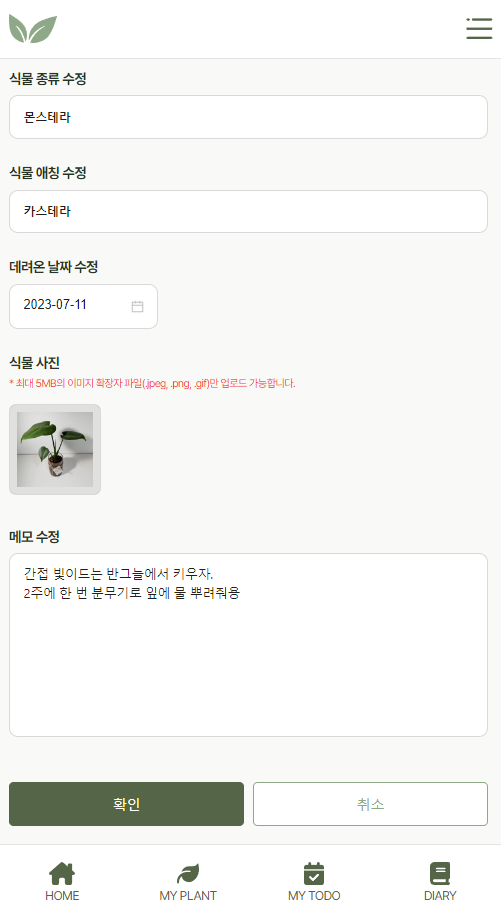 식물 종류 수정
몬스테라
식물 애칭 수정
카스테라
데려온 날짜 수정
2023-07-11
식물 사진
* 최대 5MB의 이미지 확장자 파일(.jpeg, .png, .gif)만 업로드 가능합니다.
메모 수정
간접 빛이드는 반그늘에서 키우자.
2주에 한 번 분무기로 잎에 물 뿌려줘용
확인
취소
HOME
MY PLANT
MY TODO
DIARY